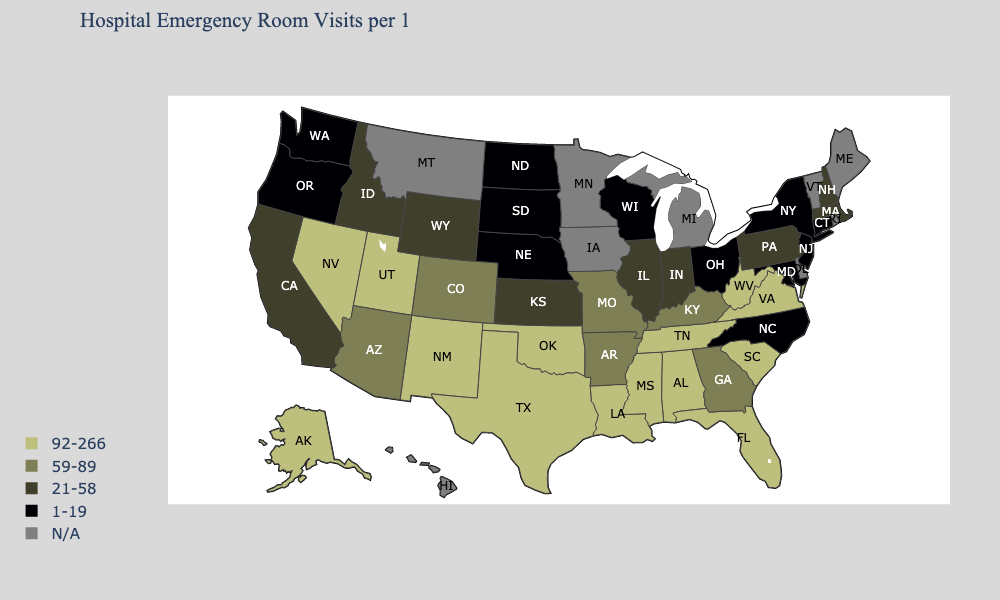 Hospital Emergency Room Visits per 1
WA
MT
ND
MN
ME
OR
ID
WY
SD
WI
MI
VT
NH
NY
MA
CT
NE
IA
PA
NJ
NV
UT
CO
CA
KS
MO
IL
IN
OH
MD
WV
VA
KY
AZ
NM
OK
AR
TN
NC
SC
TX
LA
MS
AL
GA
FL
AK
HI
92-266
59-89
21-58
1-19
N/A